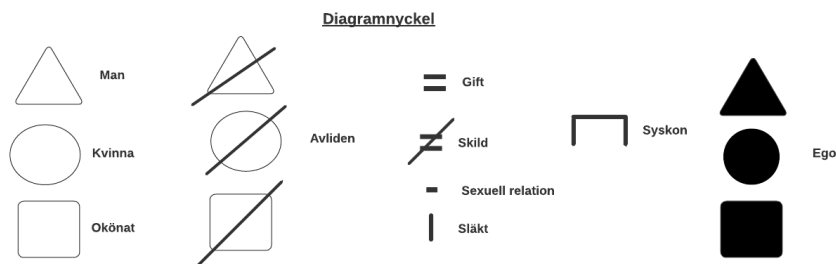 Diagramnyckel
Man
Kvinna
Okönat
Avliden
Gift
Skild
Sexuell relation
Släkt
Syskon
Ego